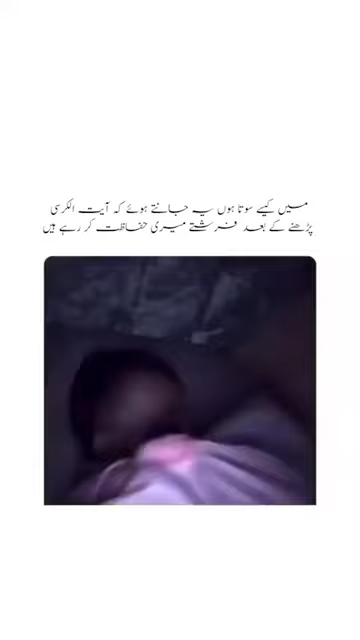 میں کیسے سوتا ہوں یہ جانتے ہوئے کہ آیت الکرسی
پڑھنے کے بعد فرشتے میری حفاظت کر رہے ہیں